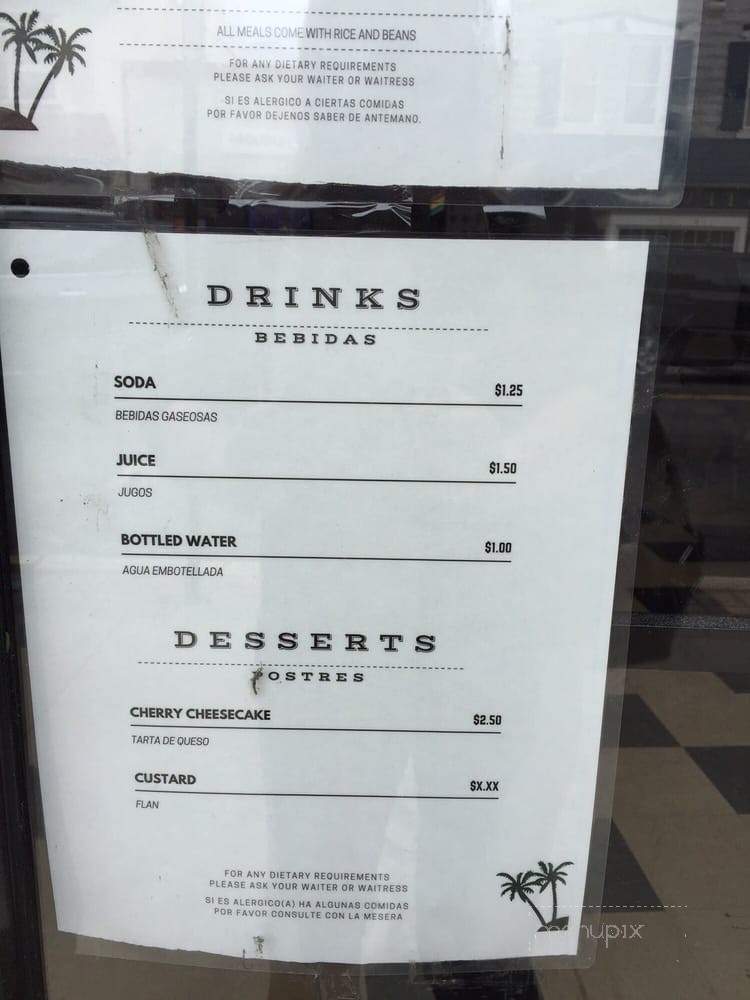 ALL MEALS COME WITH RICE AND BEANS
FOR ANY DIETARY REQUIREMENTS
PLEASE ASK YOUR WAITER OR WAITRESS
SI ES ALERGICO A CIERTAS COMIDAS
POR FAVOR DEJENOS SABER DE ANTEMANO.
DRINKS
BEBIDAS
SODA $1.25
BEBIDAS GASEOSAS
JUICE $1.50
JUGOS
BOTTLED WATER $1.00
AGUA EMBOTELLADA
DESSERTS
POSTRES
CHERRY CHEESECAKE $2.50
TARTA DE QUESO
CUSTARD $X.XX
FLAN
FOR ANY DIETARY REQUIREMENTS
PLEASE ASK YOUR WAITER OR WAITRESS
SI ES ALERGICO(A) HA ALGUNAS COMIDAS
POR FAVOR CONSULTE CON LA MESERA
menupix